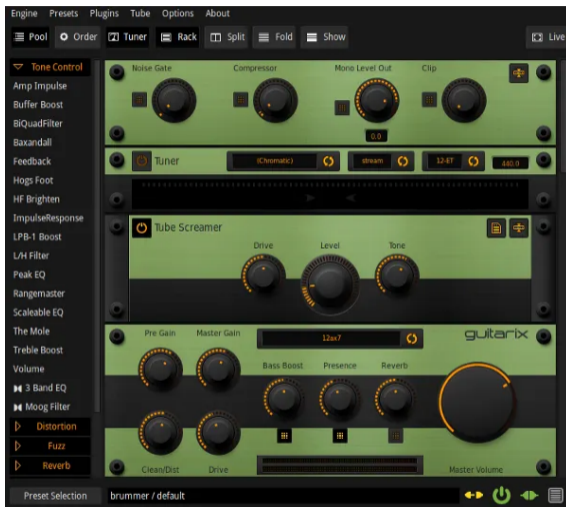 Engine Presets Plugins Tube Options About
Pool Order Tuner Rack Split Fold Show Live
Tone Control
Amp Impulse
Buffer Boost
BiQuadFilter
Baxandall
Feedback
Hogs Foot
HF Brighten
ImpulseResponse
LPB-1 Boost
L/H Filter
Peak EQ
Rangemaster
Scaleable EQ
The Mole
Treble Boost
Volume
3 Band EQ
Moog Filter
Distortion
Fuzz
Reverb
Noise Gate Compressor Mono Level Out Clip
0.0
Tuner (Chromatic) stream 12-ET 440.0
Tube Screamer
Drive Level Tone
Pre Gain Master Gain 12ax7 guitarix
Bass Boost Presence Reverb
Clean/Dist Drive Master Volume
Preset Selection brummer / default